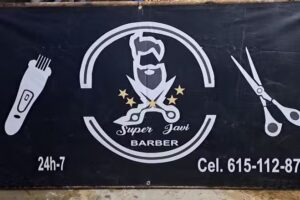 Super Javi
BARBER
24h-7
Cel. 615-112-87